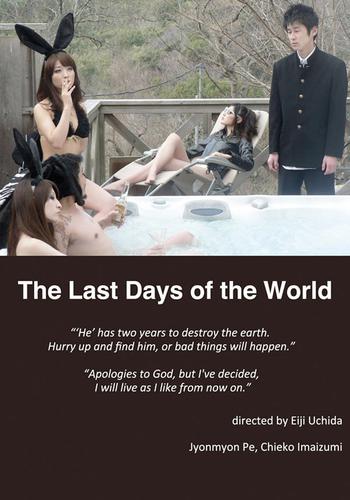 The Last Days of the World
“‘He’ has two years to destroy the earth.
Hurry up and find him, or bad things will happen.”
“Apologies to God, but I've decided,
I will live as I like from now on.”
directed by Eiji Uchida
Jyonmyon Pe, Chieko Imaizumi